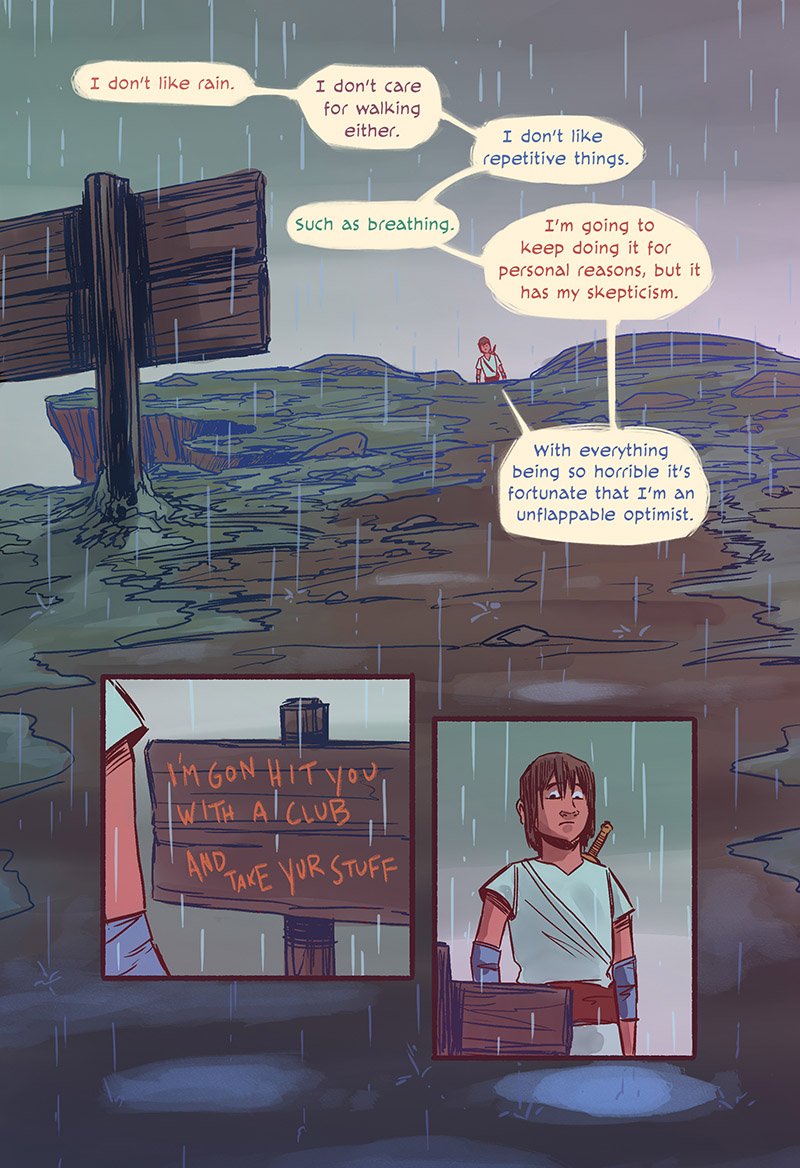 I don't like rain.
I don't care
for walking
either.
I don't like
repetitive things.
Such as breathing.
I'm going to
keep doing it for
personal reasons, but it
has my skepticism.
With everything
being so horrible it's
fortunate that I'm an
unflappable optimist.
I'M GON HIT YOU
WITH A CLUB
AND TAKE YUR STUFF